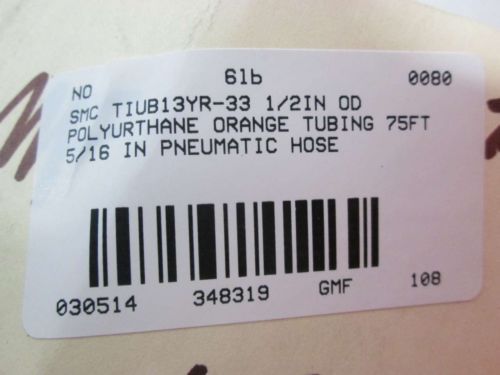 NO 6lb 0080
SMC TIUB13YR-33 1/2IN OD
POLYURTHANE ORANGE TUBING 75FT
5/16 IN PNEUMATIC HOSE
030514 348319 GMF 108